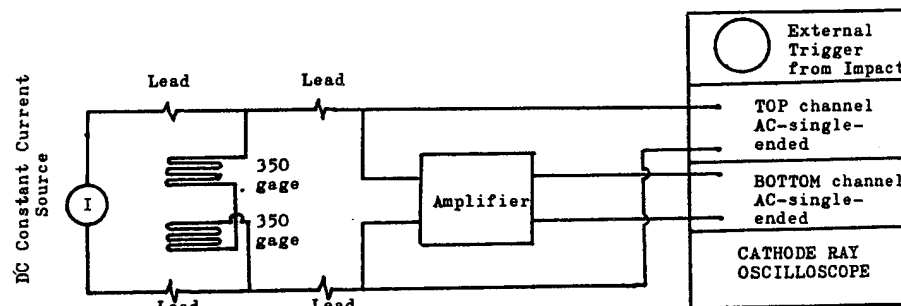 DC Constant Current
Source
I
Lead
Lead
350
gage
350
gage
Lead
Lead
Amplifier
External
Trigger
from Impact
TOP channel
AC-single-
ended
BOTTOM channel
AC-single-
ended
CATHODE RAY
OSCILLOSCOPE